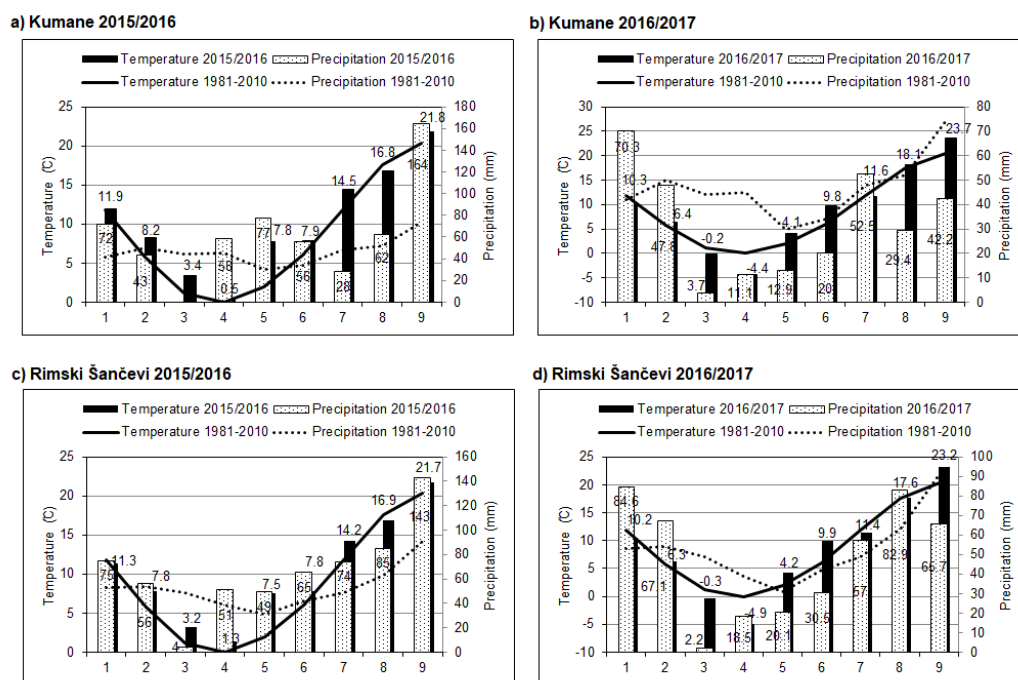 a) Kumane 2015/2016
Temperature 2015/2016 Precipitation 2015/2016
Temperature 1981-2010 Precipitation 1981-2010
Temperature (°C)
25
20
15
10
5
0
11.9 8.2 3.4 0.5 7.8 7.9 14.5 16.8 21.8
72 43 58 77 56 28 62 164
Precipitation (mm)
180
160
140
120
100
80
60
40
20
0
1 2 3 4 5 6 7 8 9
b) Kumane 2016/2017
Temperature 2016/2017 Precipitation 2016/2017
Temperature 1981-2010 Precipitation 1981-2010
Temperature (°C)
30
25
20
15
10
5
0
-5
-10
10.3 6.4 -0.2 -4.4 4.1 9.8 11.6 18.1 23.7
70.3 3.7 11.1 12.9 20 52.5 29.4 42.2
Precipitation (mm)
80
70
60
50
40
30
20
10
0
1 2 3 4 5 6 7 8 9
c) Rimski Šančevi 2015/2016
Temperature 2015/2016 Precipitation 2015/2016
Temperature 1981-2010 Precipitation 1981-2010
Temperature (°C)
25
20
15
10
5
0
11.3 7.8 3.2 1.3 7.5 7.8 14.2 16.9 21.7
75 56 4 51 49 65 74 85 143
Precipitation (mm)
160
140
120
100
80
60
40
20
0
1 2 3 4 5 6 7 8 9
d) Rimski Šančevi 2016/2017
Temperature 2016/2017 Precipitation 2016/2017
Temperature 1981-2010 Precipitation 1981-2010
Temperature (°C)
25
20
15
10
5
0
-5
-10
10.2 6.3 -0.3 -4.9 4.2 9.9 11.4 17.6 23.2
84.6 67.1 2.2 18.5 20.1 30.5 57 82.9 65.7
Precipitation (mm)
100
90
80
70
60
50
40
30
20
10
0
1 2 3 4 5 6 7 8 9